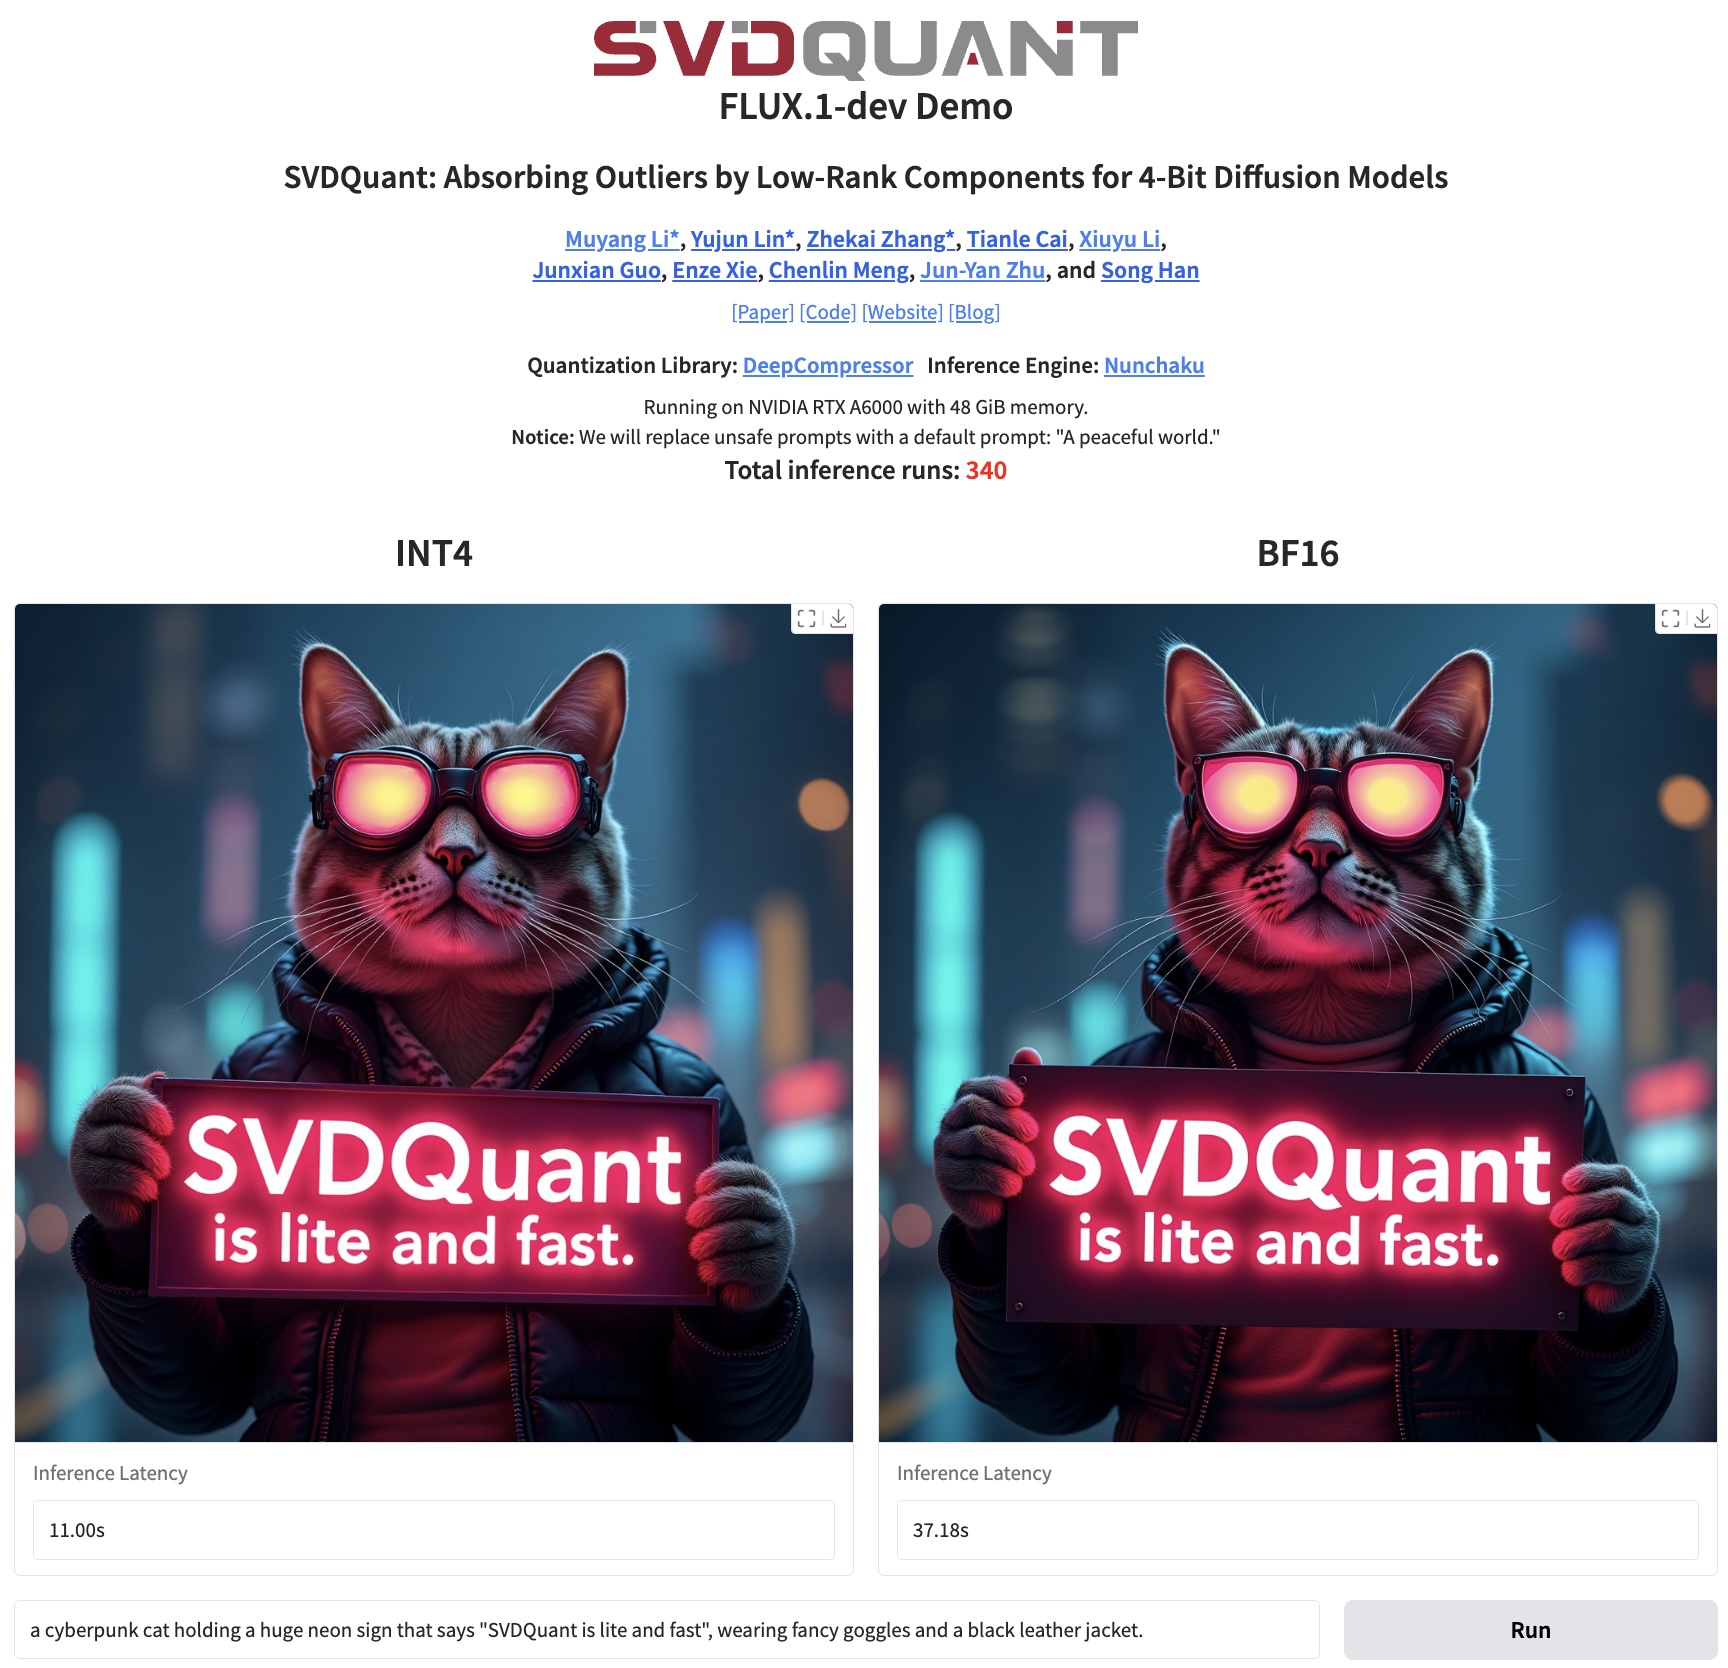 SVDQUANT
FLUX.1-dev Demo
SVDQuant: Absorbing Outliers by Low-Rank Components for 4-Bit Diffusion Models
Muyang Li*, Yujun Lin*, Zhekai Zhang*, Tianle Cai, Xiuyu Li,
Junxian Guo, Enze Xie, Chenlin Meng, Jun-Yan Zhu, and Song Han
[Paper] [Code] [Website] [Blog]
Quantization Library: DeepCompressor Inference Engine: Nunchaku
Running on NVIDIA RTX A6000 with 48 GiB memory.
Notice: We will replace unsafe prompts with a default prompt: "A peaceful world."
Total inference runs: 340
INT4
SVDQuant
is lite and fast.
Inference Latency
11.00s
BF16
SVDQuant
is lite and fast.
Inference Latency
37.18s
a cyberpunk cat holding a huge neon sign that says "SVDQuant is lite and fast", wearing fancy goggles and a black leather jacket.
Run